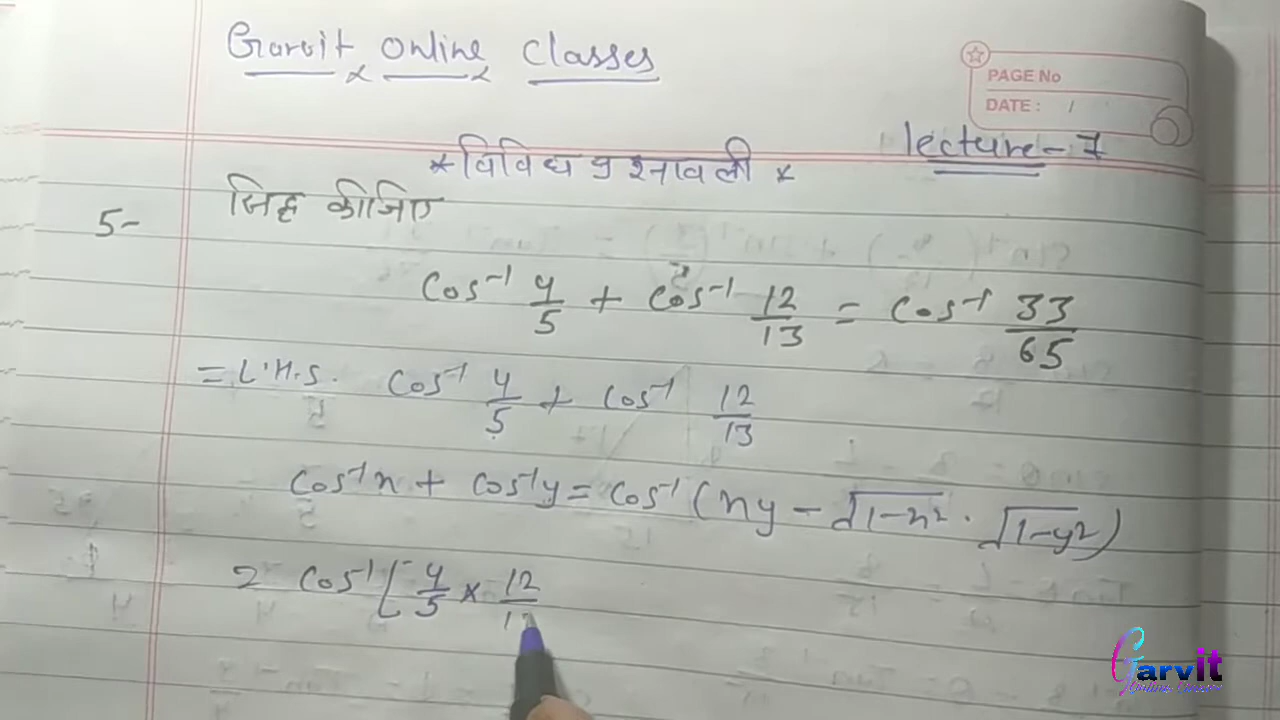 Garvit Online Classes
PAGE No
DATE :
lecture - 7
* विविध प्रश्नावली *
5- सिद्ध कीजिए
cos⁻¹ 4/5 + cos⁻¹ 12/13 = cos⁻¹ 33/65
= L.H.S. cos⁻¹ 4/5 + cos⁻¹ 12/13
cos⁻¹x + cos⁻¹y = cos⁻¹ (xy - √1-x² . √1-y²)
= cos⁻¹ [ 4/5 × 12/1
Garvit
Online Classes